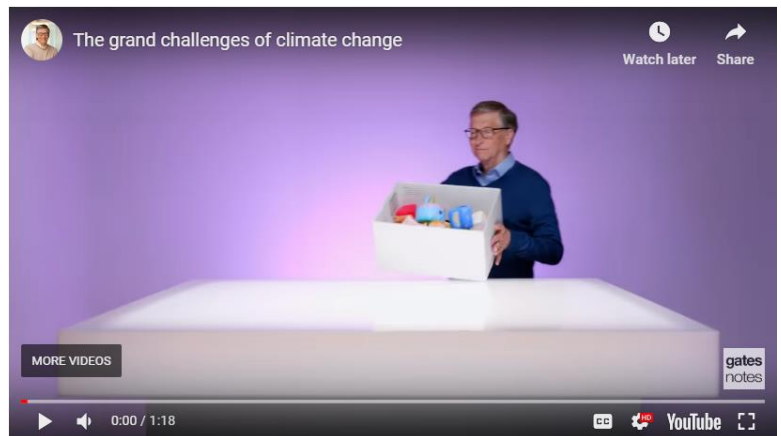 The grand challenges of climate change
Watch later
Share
MORE VIDEOS
gates
notes
0:00 / 1:18
CC
HD
YouTube